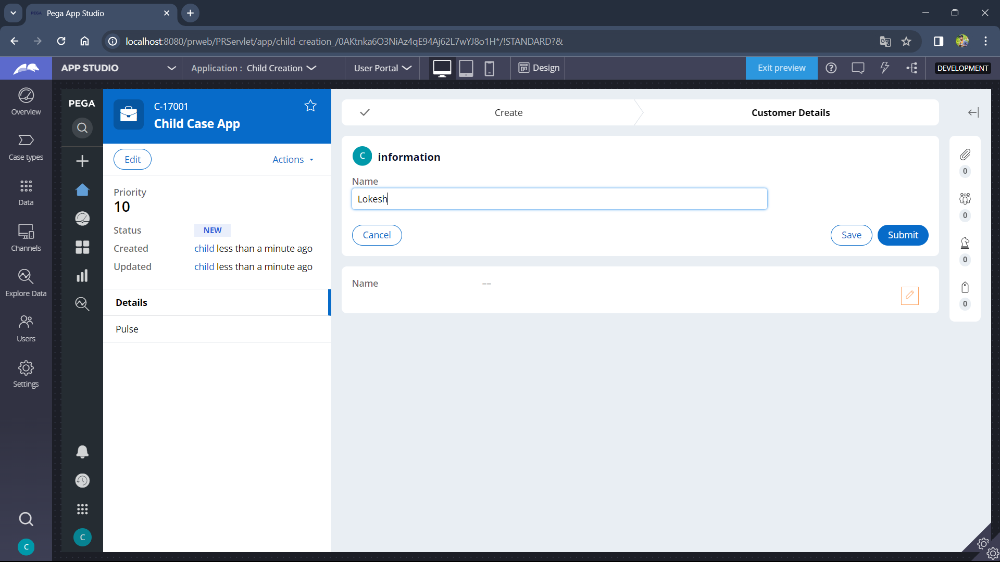 PEGA Pega App Studio
localhost:8080/prweb/PRServlet/app/child-creation_/0AKtnka6O3NiAz4qE94Aj62L7wYJ8o1H*/!STANDARD?&
APP STUDIO Application : Child Creation User Portal Design Exit preview DEVELOPMENT
Overview
Case types
Data
Channels
Explore Data
Users
Settings
C
PEGA
C
C-17001
Child Case App
Edit Actions
Priority
10
Status NEW
Created child less than a minute ago
Updated child less than a minute ago
Details
Pulse
Create Customer Details
C information
Name
Lokesh
Cancel Save Submit
Name --
0
0
0
0